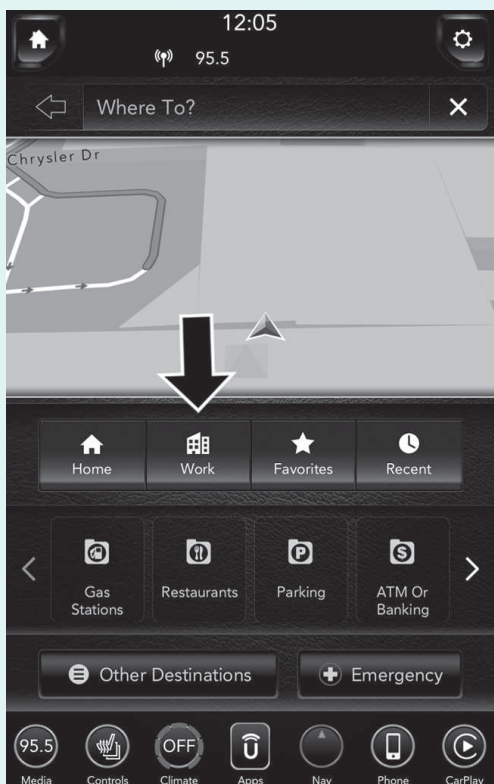 12:05
95.5
Where To?
Chrysler Dr
Home Work Favorites Recent
Gas Stations
Restaurants
Parking
ATM Or Banking
Other Destinations Emergency
95.5 OFF
Media Controls Climate Apps Nav Phone CarPlay